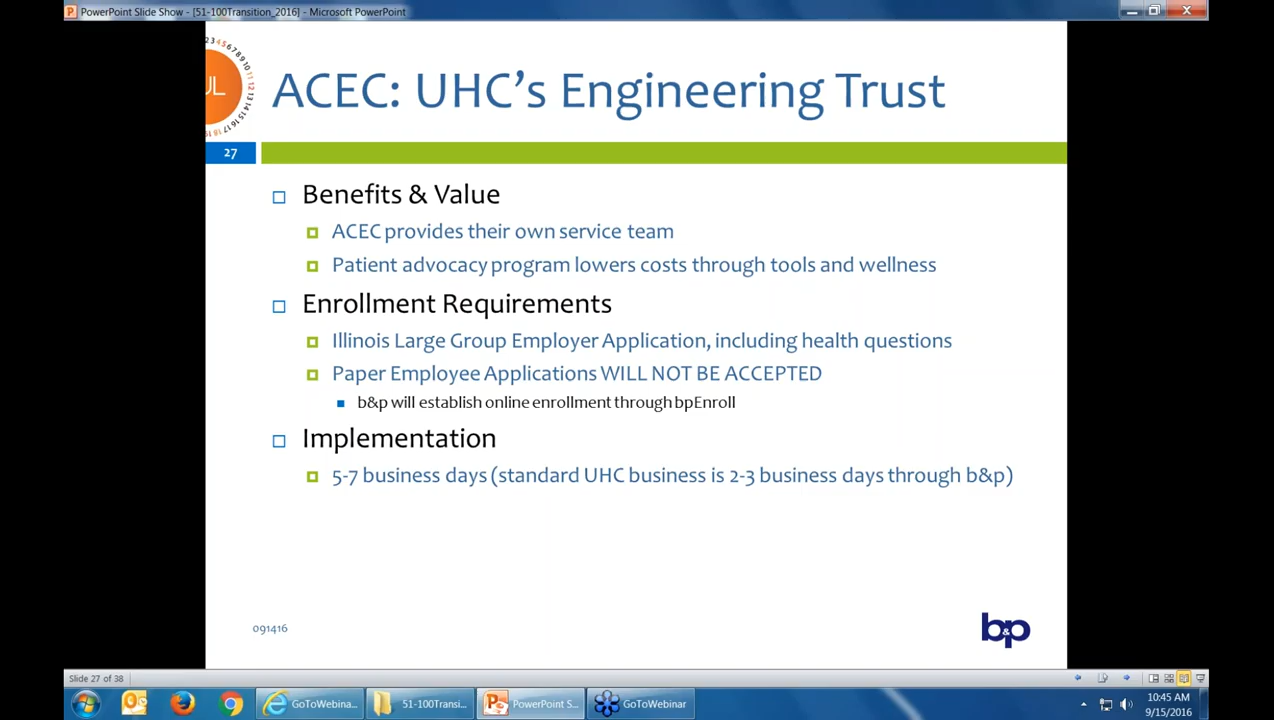 PowerPoint Slide Show - [51-100Transition_2016] - Microsoft PowerPoint
ACEC: UHC's Engineering Trust
27
Benefits & Value
ACEC provides their own service team
Patient advocacy program lowers costs through tools and wellness
Enrollment Requirements
Illinois Large Group Employer Application, including health questions
Paper Employee Applications WILL NOT BE ACCEPTED
b&p will establish online enrollment through bpEnroll
Implementation
5-7 business days (standard UHC business is 2-3 business days through b&p)
091416
b&p
Slide 27 of 38
GoToWebina...
51-100Transi...
PowerPoint S...
GoToWebinar
10:45 AM
9/15/2016